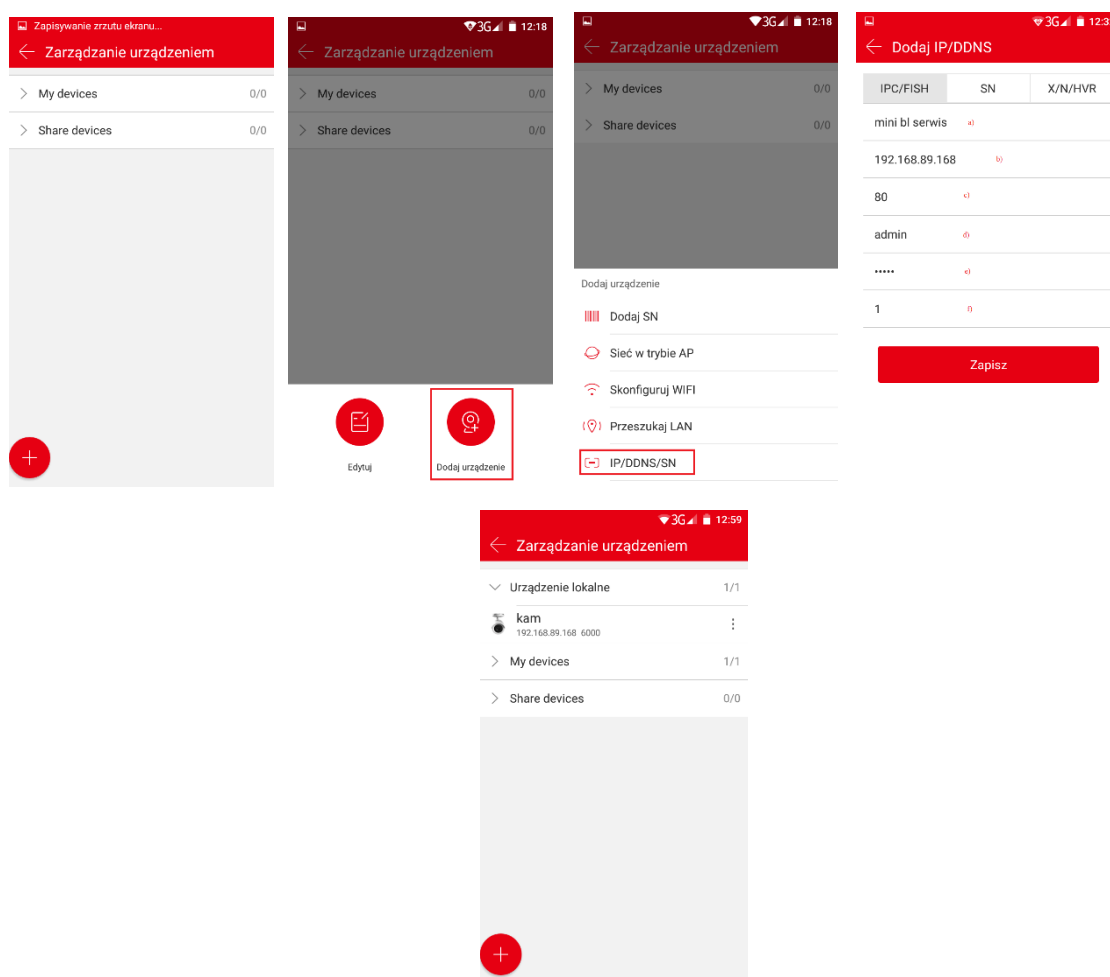 Zapisywanie zrzutu ekranu...
Zarządzanie urządzeniem
My devices 0/0
Share devices 0/0
3G 12:18
Zarządzanie urządzeniem
My devices 0/0
Share devices 0/0
Edytuj
Dodaj urządzenie
3G 12:18
Zarządzanie urządzeniem
My devices 0/0
Share devices 0/0
Dodaj urządzenie
Dodaj SN
Sieć w trybie AP
Skonfiguruj WIFI
Przeszukaj LAN
IP/DDNS/SN
3G 12:3
Dodaj IP/DDNS
IPC/FISH SN X/N/HVR
mini bl serwis a)
192.168.89.168 b)
80 c)
admin d)
••••• e)
1 f)
Zapisz
3G 12:59
Zarządzanie urządzeniem
Urządzenie lokalne 1/1
kam
192.168.89.168 6000
My devices 1/1
Share devices 0/0